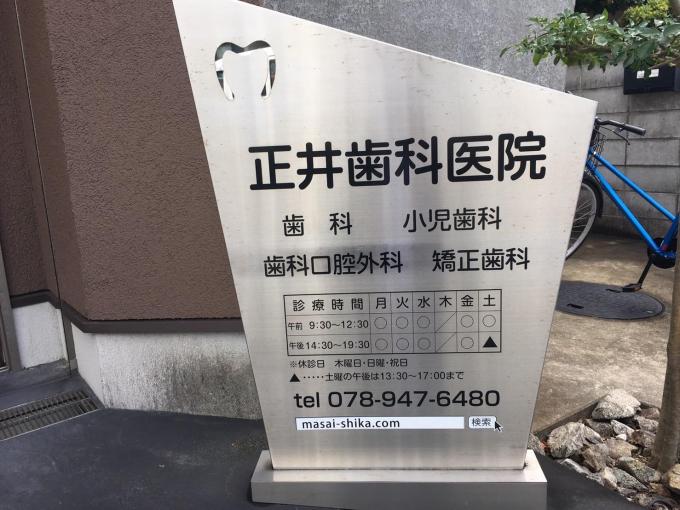 正井歯科医院
歯科 小児歯科
歯科口腔外科 矯正歯科
診療時間 月 火 水 木 金 土
午前 9:30〜12:30 ○ ○ ○ ／ ○ ○
午後 14:30〜19:30 ○ ○ ○ ／ ○ ▲
※休診日 木曜日・日曜・祝日
▲・・・・・土曜の午後は13:30〜17:00まで
tel 078-947-6480
masai-shika.com 検索